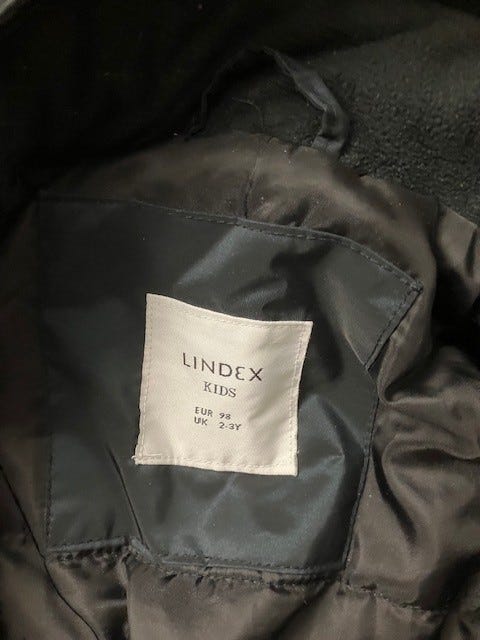 LINDEX
KIDS
EUR 98
UK 2-3Y